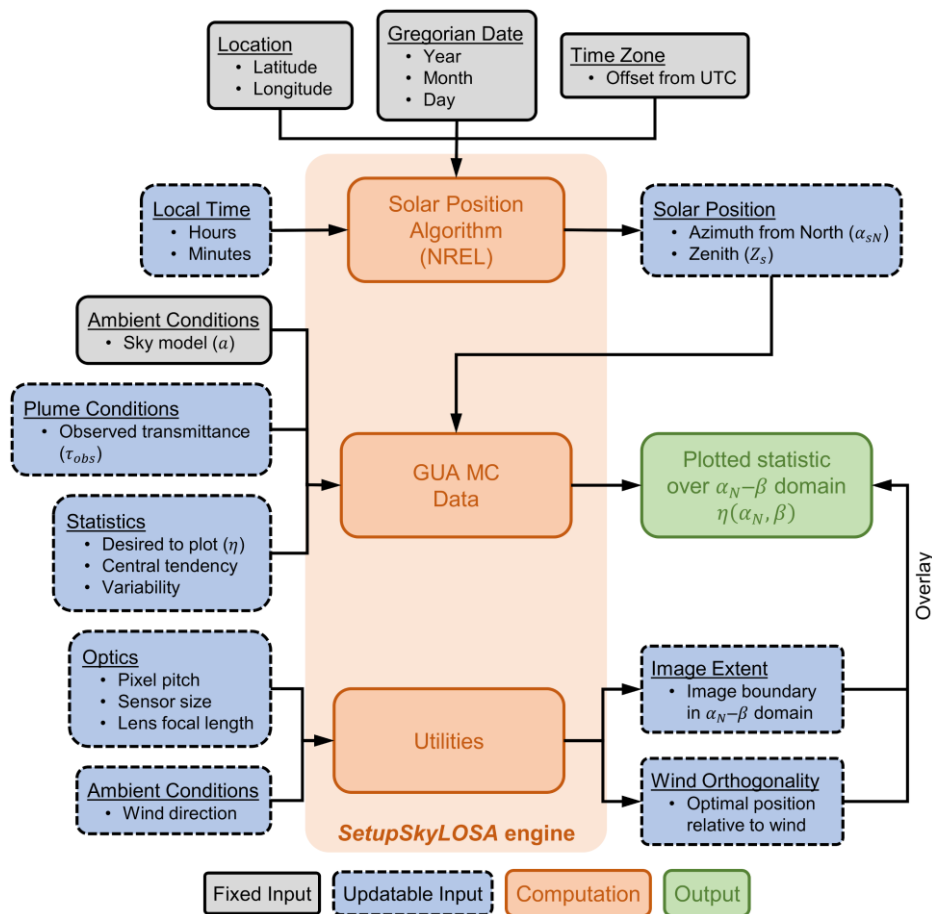 Location
• Latitude
• Longitude
Gregorian Date
• Year
• Month
• Day
Time Zone
• Offset from UTC
Local Time
• Hours
• Minutes
Solar Position
Algorithm
(NREL)
Solar Position
• Azimuth from North (α_sN)
• Zenith (Z_s)
Ambient Conditions
• Sky model (a)
Plume Conditions
• Observed transmittance
(τ_obs)
Statistics
• Desired to plot (η)
• Central tendency
• Variability
GUA MC
Data
Plotted statistic
over α_N–β domain
η(α_N, β)
Overlay
Optics
• Pixel pitch
• Sensor size
• Lens focal length
Ambient Conditions
• Wind direction
Utilities
Image Extent
• Image boundary
in α_N–β domain
Wind Orthogonality
• Optimal position
relative to wind
SetupSkyLOSA engine
Fixed Input
Updatable Input
Computation
Output